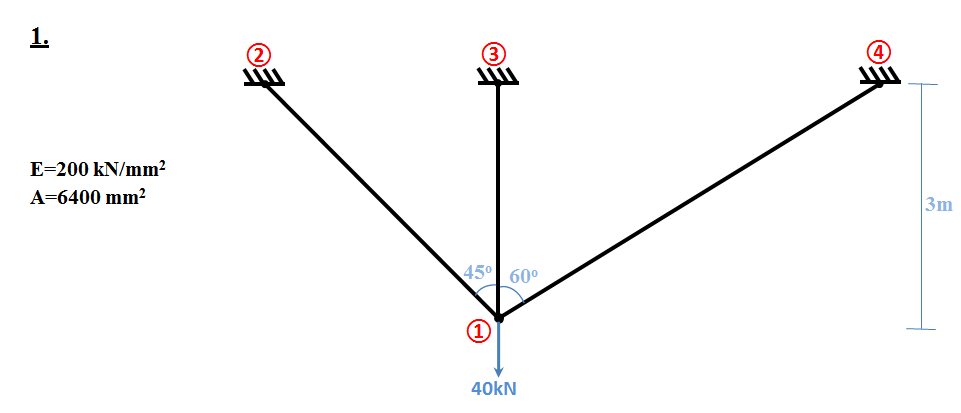 1.
② ③ ④
E=200 kN/mm²
A=6400 mm²
3m
45º 60º
①
40kN